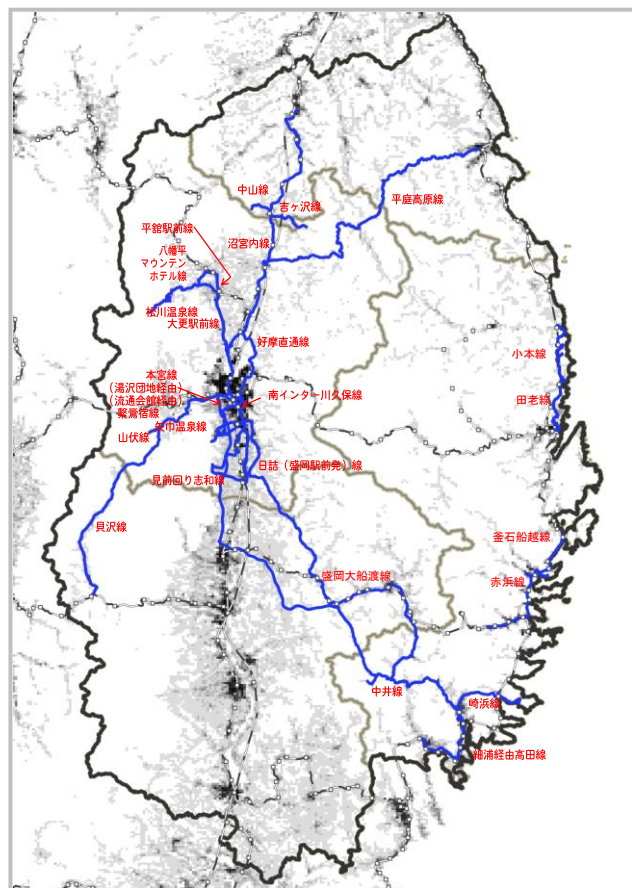 中山線
吉ヶ沢線
平庭高原線
平舘駅前線
沼宮内線
八幡平
マウンテン
ホテル線
松川温泉線
大更駅前線
好摩直通線
小本線
本宮線
(湯沢団地経由)
(流通会館経由)
南インター川久保線
田老線
繋鶯宿線
矢巾温泉線
山伏線
日詰(盛岡駅前発)線
見前回り志和線
貝沢線
釜石船越線
盛岡大船渡線
赤浜線
中井線
崎浜線
細浦経由高田線